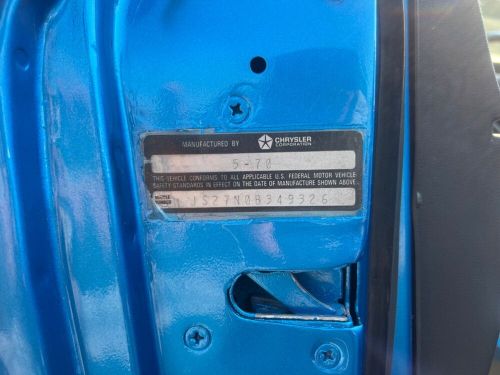 MANUFACTURED BY CHRYSLER
CORPORATION
5-70
THIS VEHICLE CONFORMS TO ALL APPLICABLE U.S. FEDERAL MOTOR VEHICLE
SAFETY STANDARDS IN EFFECT ON THE DATE OF MANUFACTURE SHOWN ABOVE.
JS27N0B349326